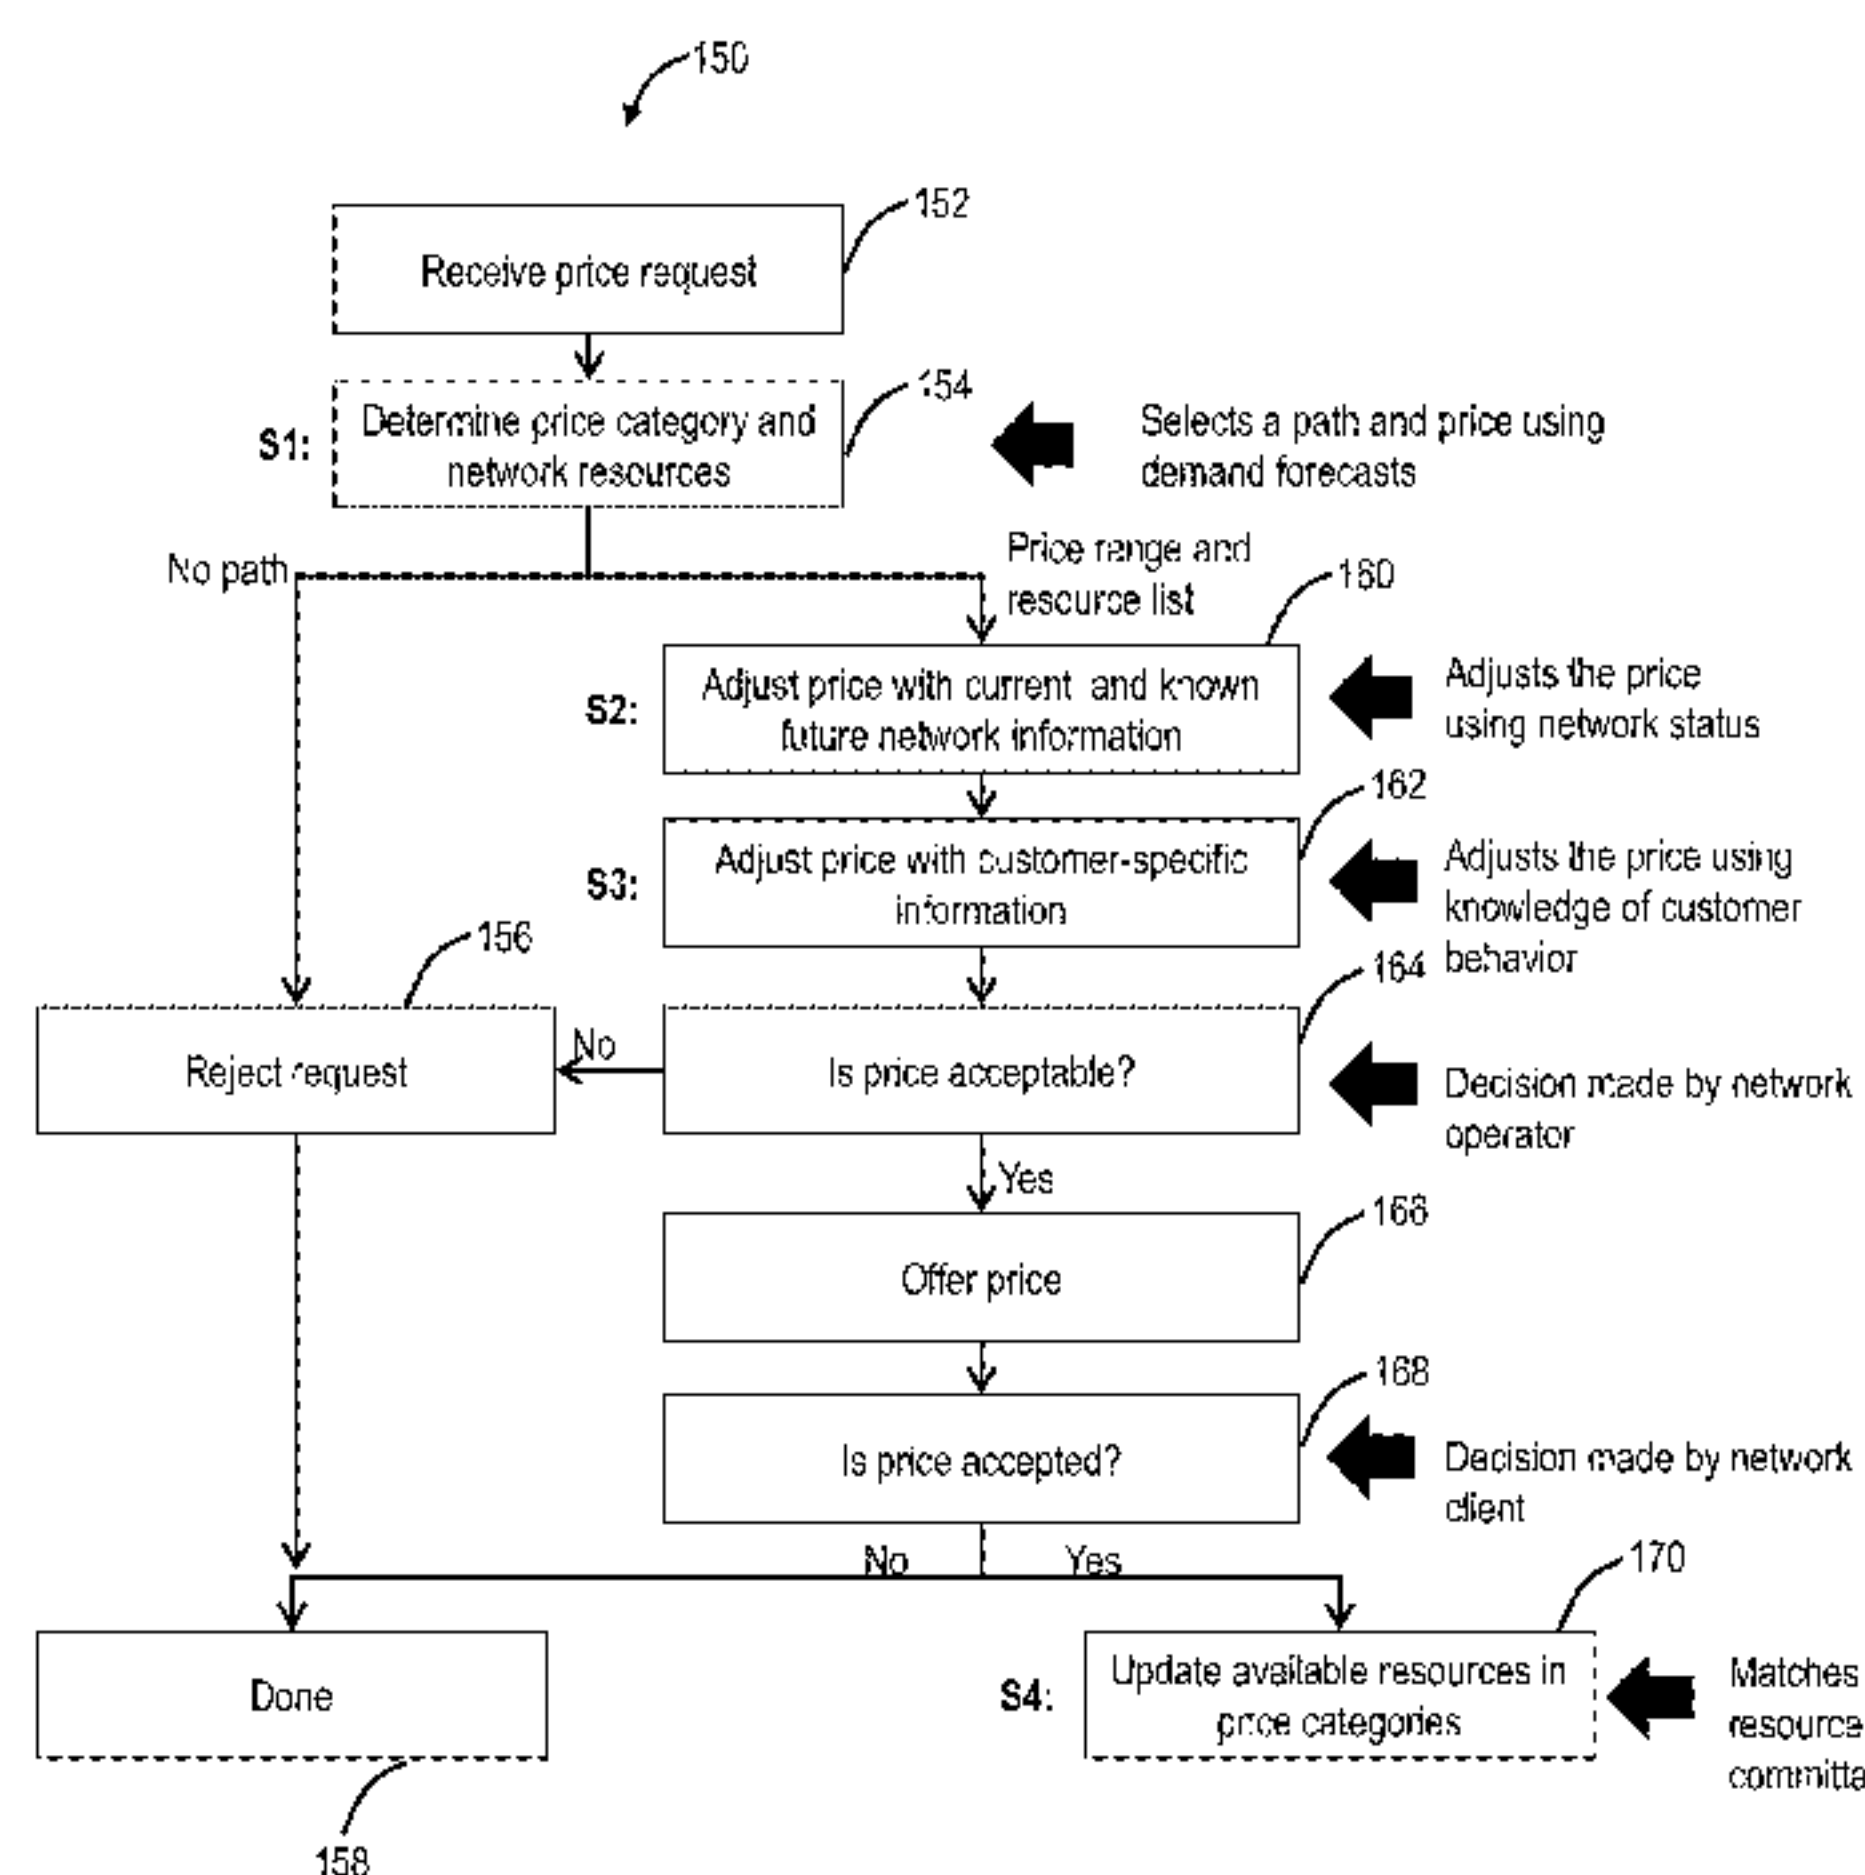 150
152
Receive price request
154
S1:
Determine price category and
network resources
Selects a path and price using
demand forecasts
No path
Price range and
resource list
160
S2:
Adjust price with current and known
future network information
Adjusts the price
using network status
162
S3:
Adjust price with customer-specific
information
Adjusts the price using
knowledge of customer
behavior
156
164
Reject request
No
Is price acceptable?
Decision made by network
operator
Yes
166
Offer price
168
Is price accepted?
Decision made by network
client
No
Yes
170
Done
S4:
Update available resources in
price categories
Matches
resource
158